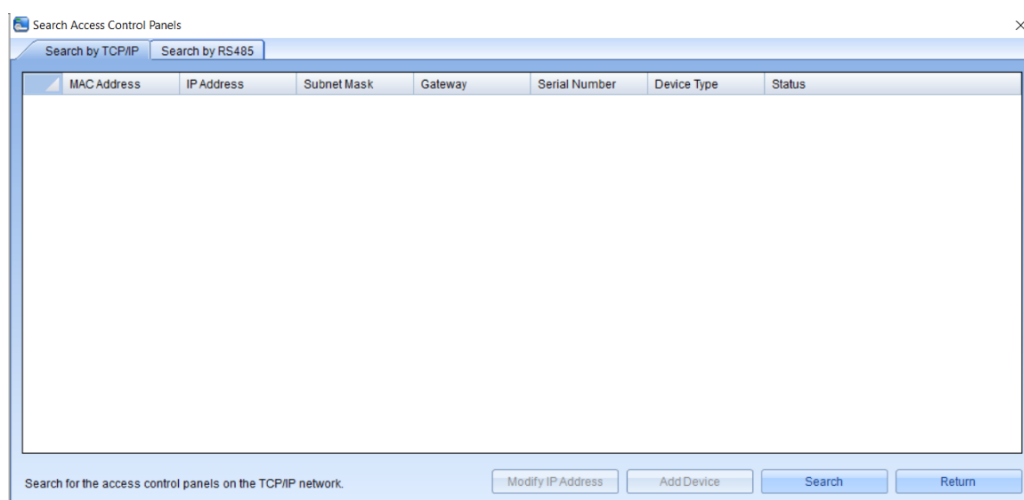 Search Access Control Panels
Search by TCP/IP Search by RS485
MAC Address IP Address Subnet Mask Gateway Serial Number Device Type Status
Search for the access control panels on the TCP/IP network. Modify IP Address Add Device Search Return